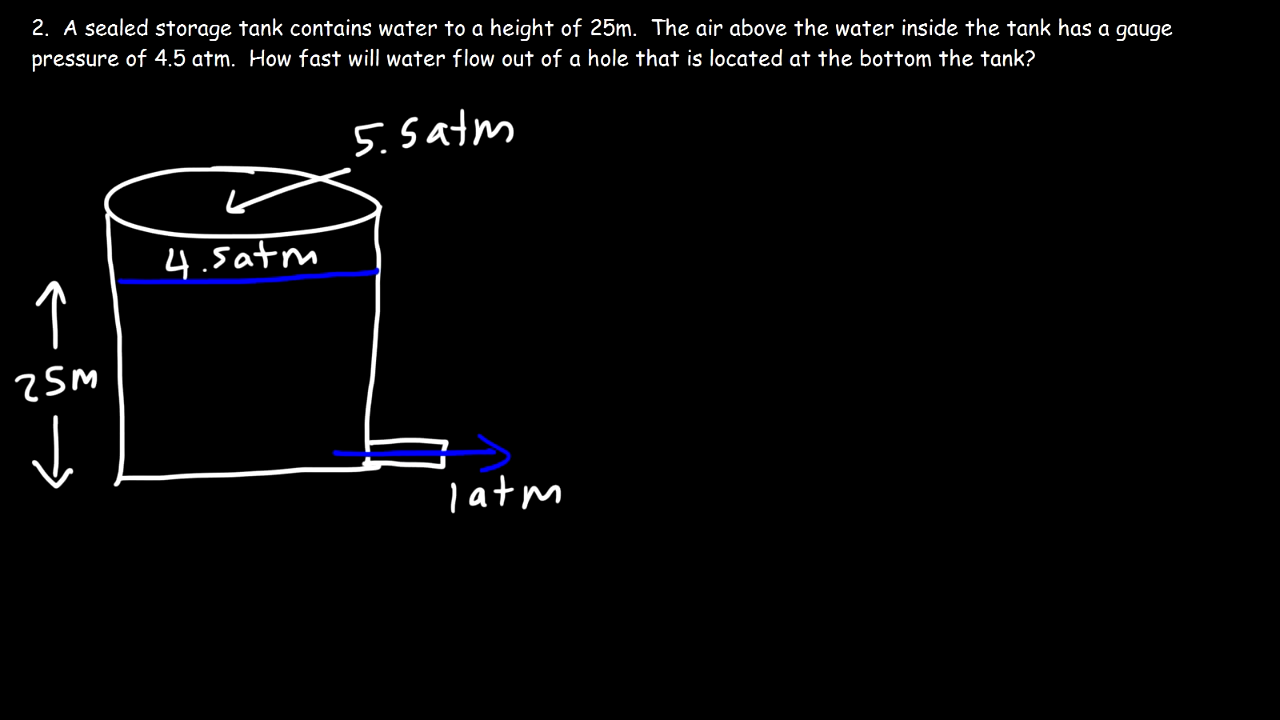 2. A sealed storage tank contains water to a height of 25m. The air above the water inside the tank has a gauge
pressure of 4.5 atm. How fast will water flow out of a hole that is located at the bottom the tank?
5.5atm
4.5atm
25m
1atm